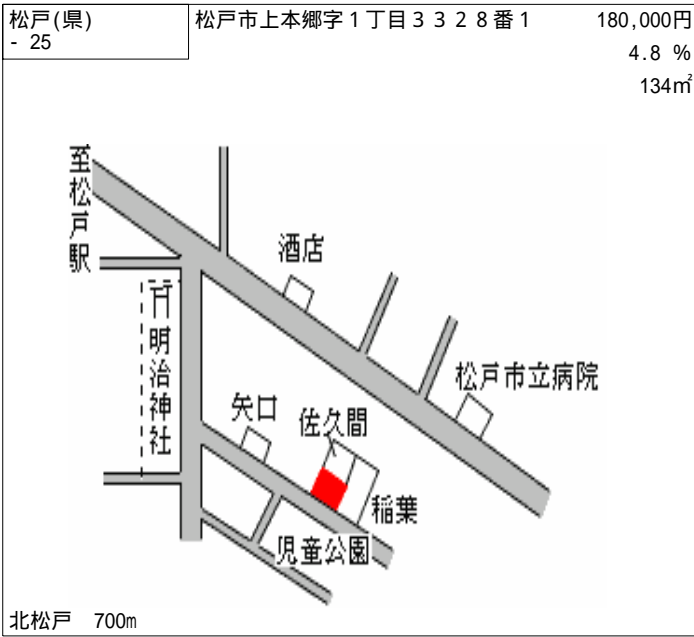 松戸(県)
- 25
松戸市上本郷字1丁目3328番1
180,000円
4.8 %
134㎡
至松戸駅
酒店
明治神社
松戸市立病院
矢口
佐久間
稲葉
児童公園
北松戸 700m